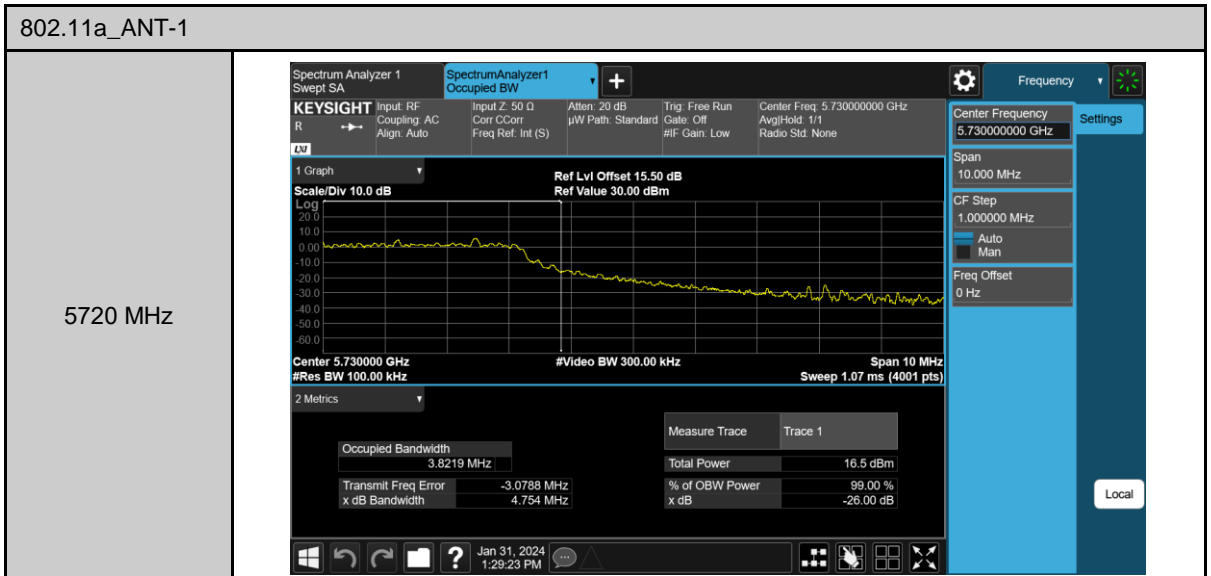 802.11a_ANT-1
5720 MHz
Spectrum Analyzer 1
Swept SA
SpectrumAnalyzer1
Occupied BW
Frequency
KEYSIGHT
R
LXI
Input: RF
Coupling: AC
Align: Auto
Input Z: 50 Ω
Corr CCorr
Freq Ref: Int (S)
Atten: 20 dB
µW Path: Standard
Trig: Free Run
Gate: Off
#IF Gain: Low
Center Freq: 5.730000000 GHz
Avg|Hold: 1/1
Radio Std: None
Center Frequency
5.730000000 GHz
Settings
Span
10.000 MHz
CF Step
1.000000 MHz
Auto
Man
Freq Offset
0 Hz
Local
1 Graph
Scale/Div 10.0 dB
Ref Lvl Offset 15.50 dB
Ref Value 30.00 dBm
Log
20.0
10.0
0.00
-10.0
-20.0
-30.0
-40.0
-50.0
-60.0
Center 5.730000 GHz
#Res BW 100.00 kHz
#Video BW 300.00 kHz
Span 10 MHz
Sweep 1.07 ms (4001 pts)
2 Metrics
Measure Trace Trace 1
Occupied Bandwidth
3.8219 MHz
Total Power 16.5 dBm
Transmit Freq Error -3.0788 MHz
% of OBW Power 99.00 %
x dB Bandwidth 4.754 MHz
x dB -26.00 dB
?
Jan 31, 2024
1:29:23 PM